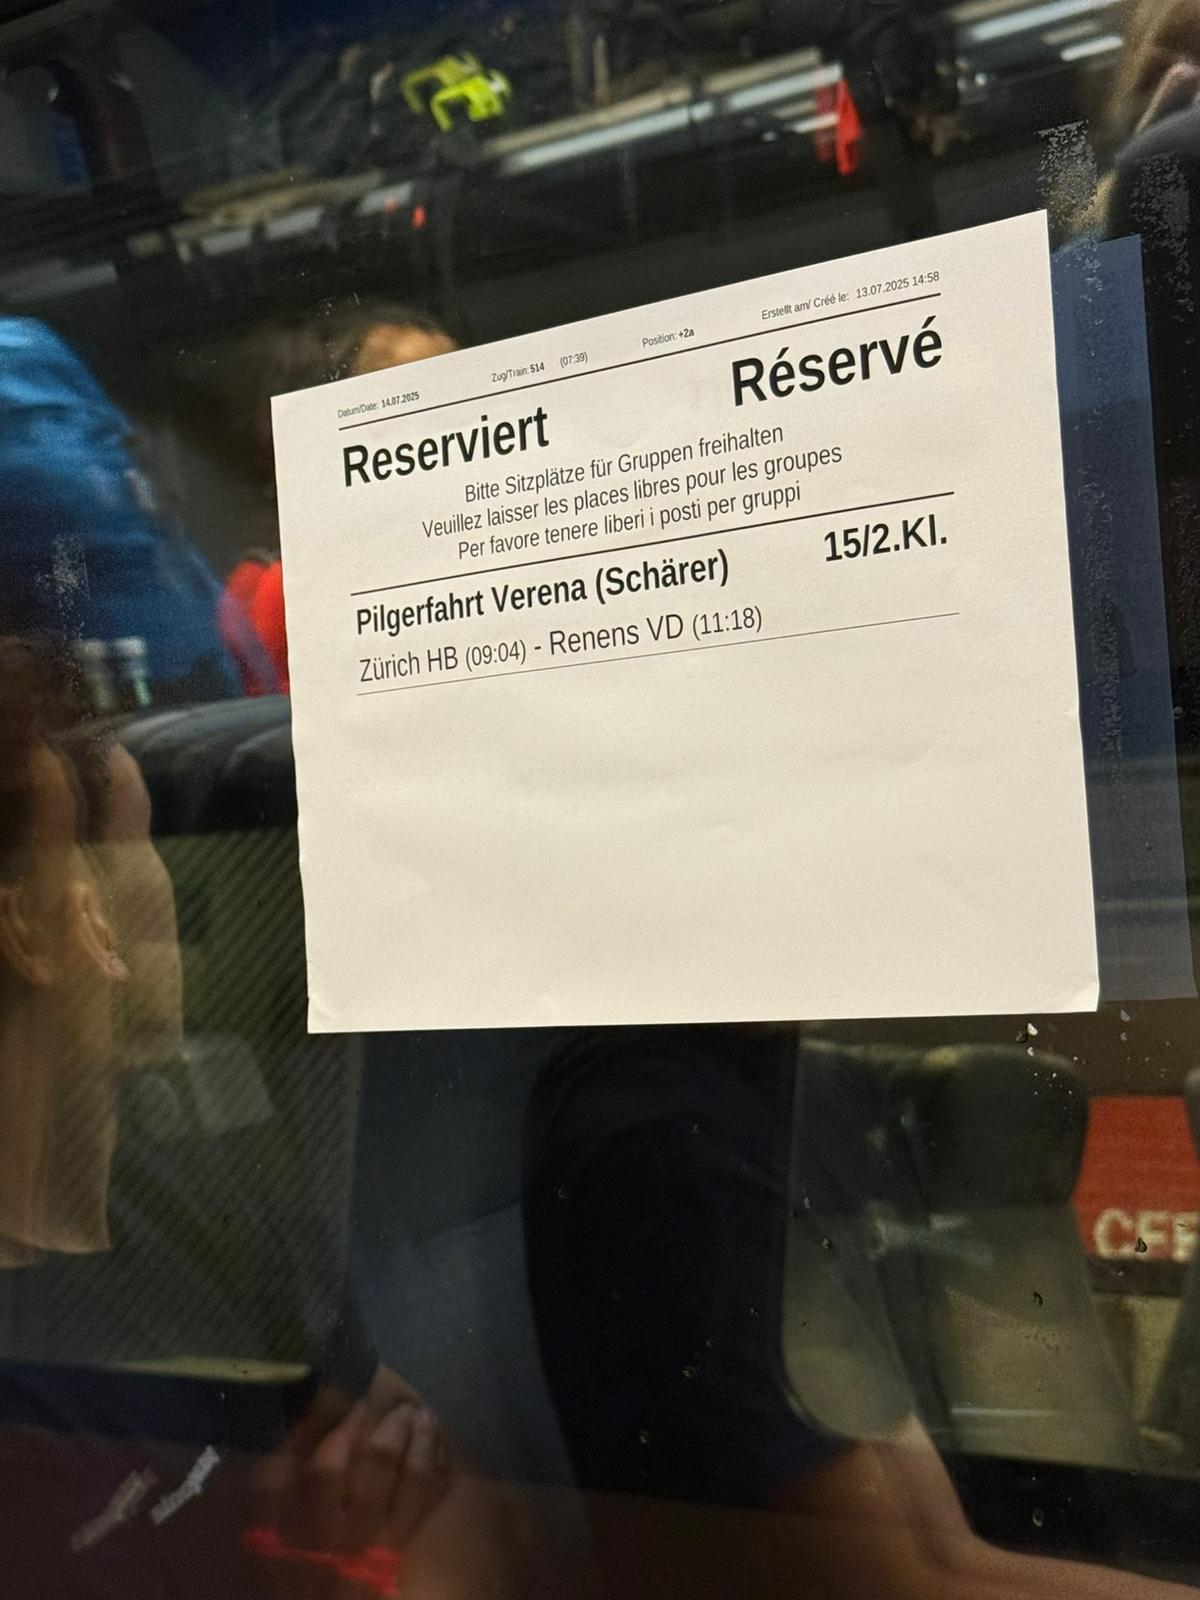 Datum/Date: 14.07.2025 Zug/Train: 514 (07:39) Position: +2a Erstellt am/ Créé le: 13.07.2025 14:58
Reserviert Réservé
Bitte Sitzplätze für Gruppen freihalten
Veuillez laisser les places libres pour les groupes
Per favore tenere liberi i posti per gruppi
Pilgerfahrt Verena (Schärer) 15/2.Kl.
Zürich HB (09:04) - Renens VD (11:18)
CFF